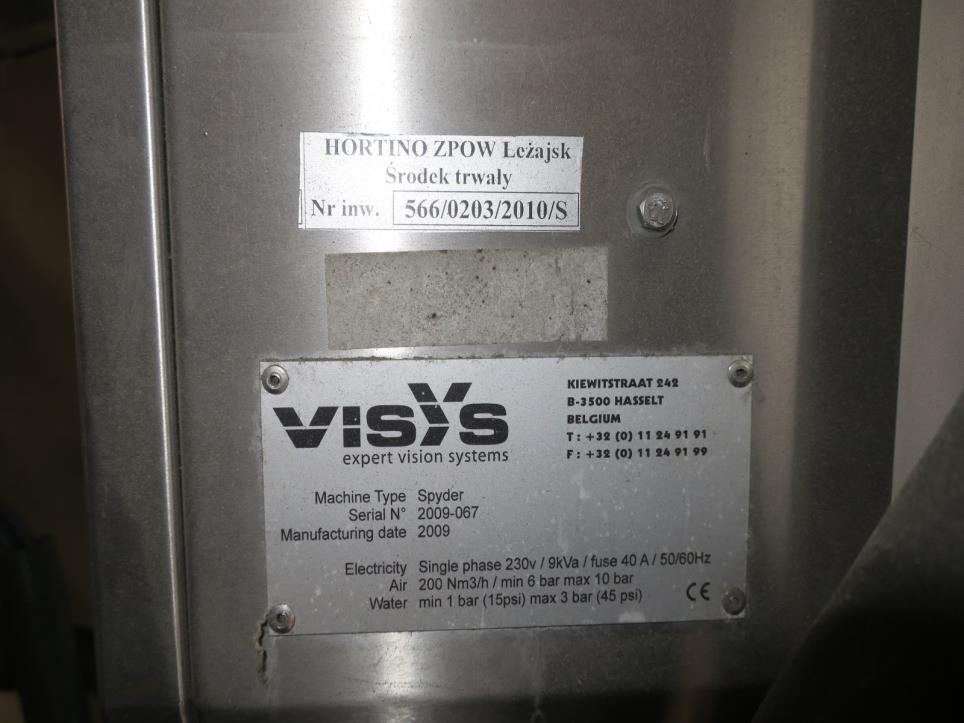 HORTINO ZPOW Leżajsk
Środek trwały
Nr inw. 566/0203/2010/S
VISYS
expert vision systems
KIEWITSTRAAT 242
B-3500 HASSELT
BELGIUM
T : +32 (0) 11 24 91 91
F : +32 (0) 11 24 91 99
Machine Type Spyder
Serial N° 2009-067
Manufacturing date 2009
Electricity Single phase 230v / 9kVa / fuse 40 A / 50/60Hz
Air 200 Nm3/h / min 6 bar max 10 bar
Water min 1 bar (15psi) max 3 bar (45 psi)
CE